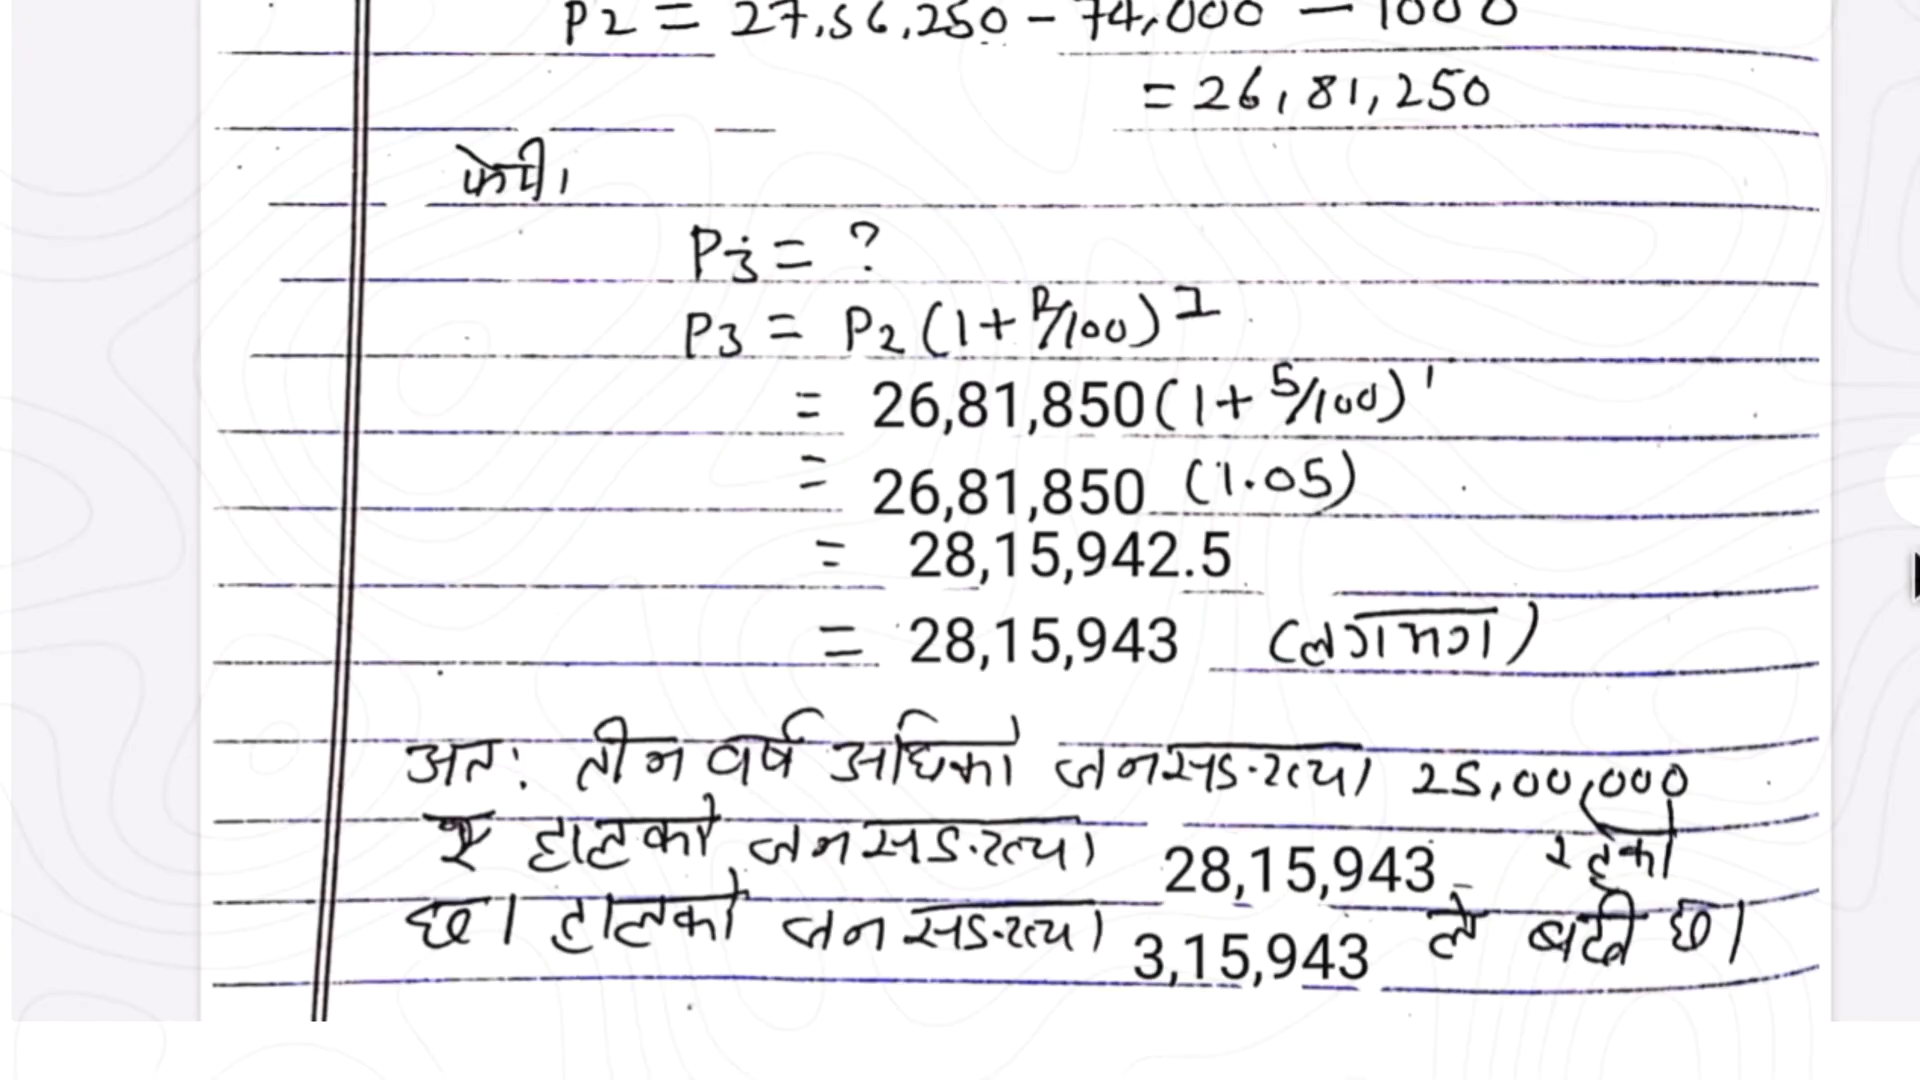 P2 = 27,56,250 - 74,000 - 1000
= 26,81,250
फेरी,
P3 = ?
P3 = P2 (1+R/100)^I
= 26,81,850 (1+ 5/100)^1
= 26,81,850 (1.05)
= 28,15,942.5
= 28,15,943 (लगभग)
अतः तीन वर्ष अघिको जनसङ्ख्या 25,00,000
र हालको जनसङ्ख्या 28,15,943 रहेको
छ। हालको जनसङ्ख्या 3,15,943 ले बढी छ।